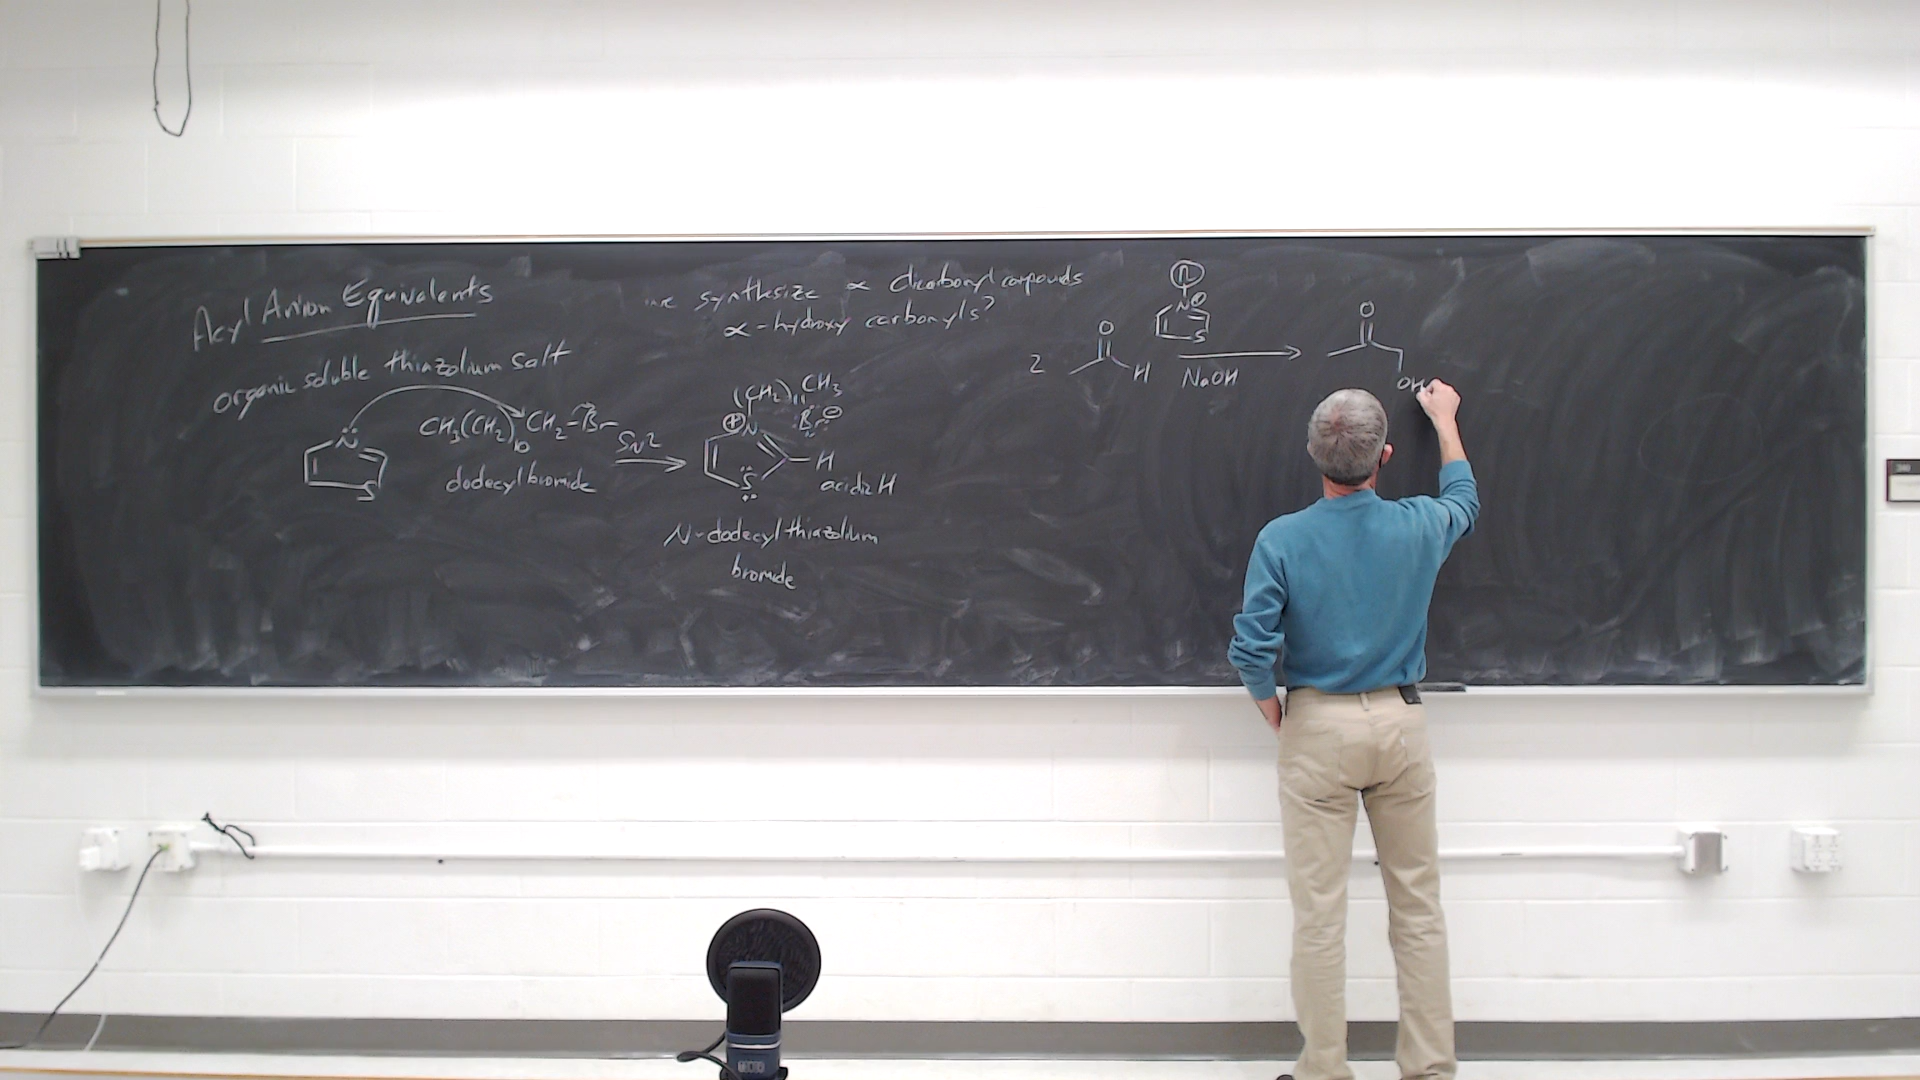 Acyl Anion Equivalents
organic soluble thiazolium salt
N
S
CH3(CH2)10CH2-Br
dodecyl bromide
SN2
(CH2)11CH3
⊕
N
Br ⊖
S
H
acidic H
N-dodecyl thiazolium
bromide
we synthesize α dicarbonyl compounds
α-hydroxy carbonyls?
2
O
H
N ⊕
S
NaOH
O
OH